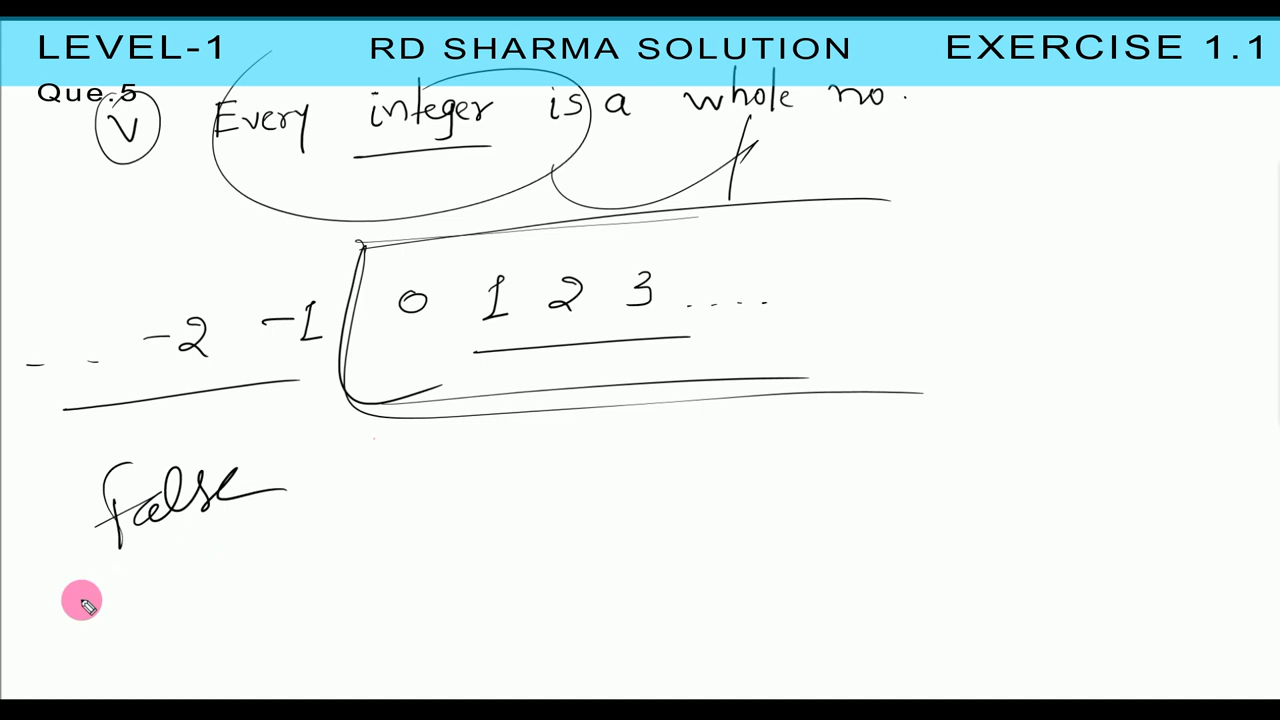 LEVEL-1 RD SHARMA SOLUTION EXERCISE 1.1
Que.5
V Every integer is a whole no.
- . -2 -1 0 1 2 3 ....
False